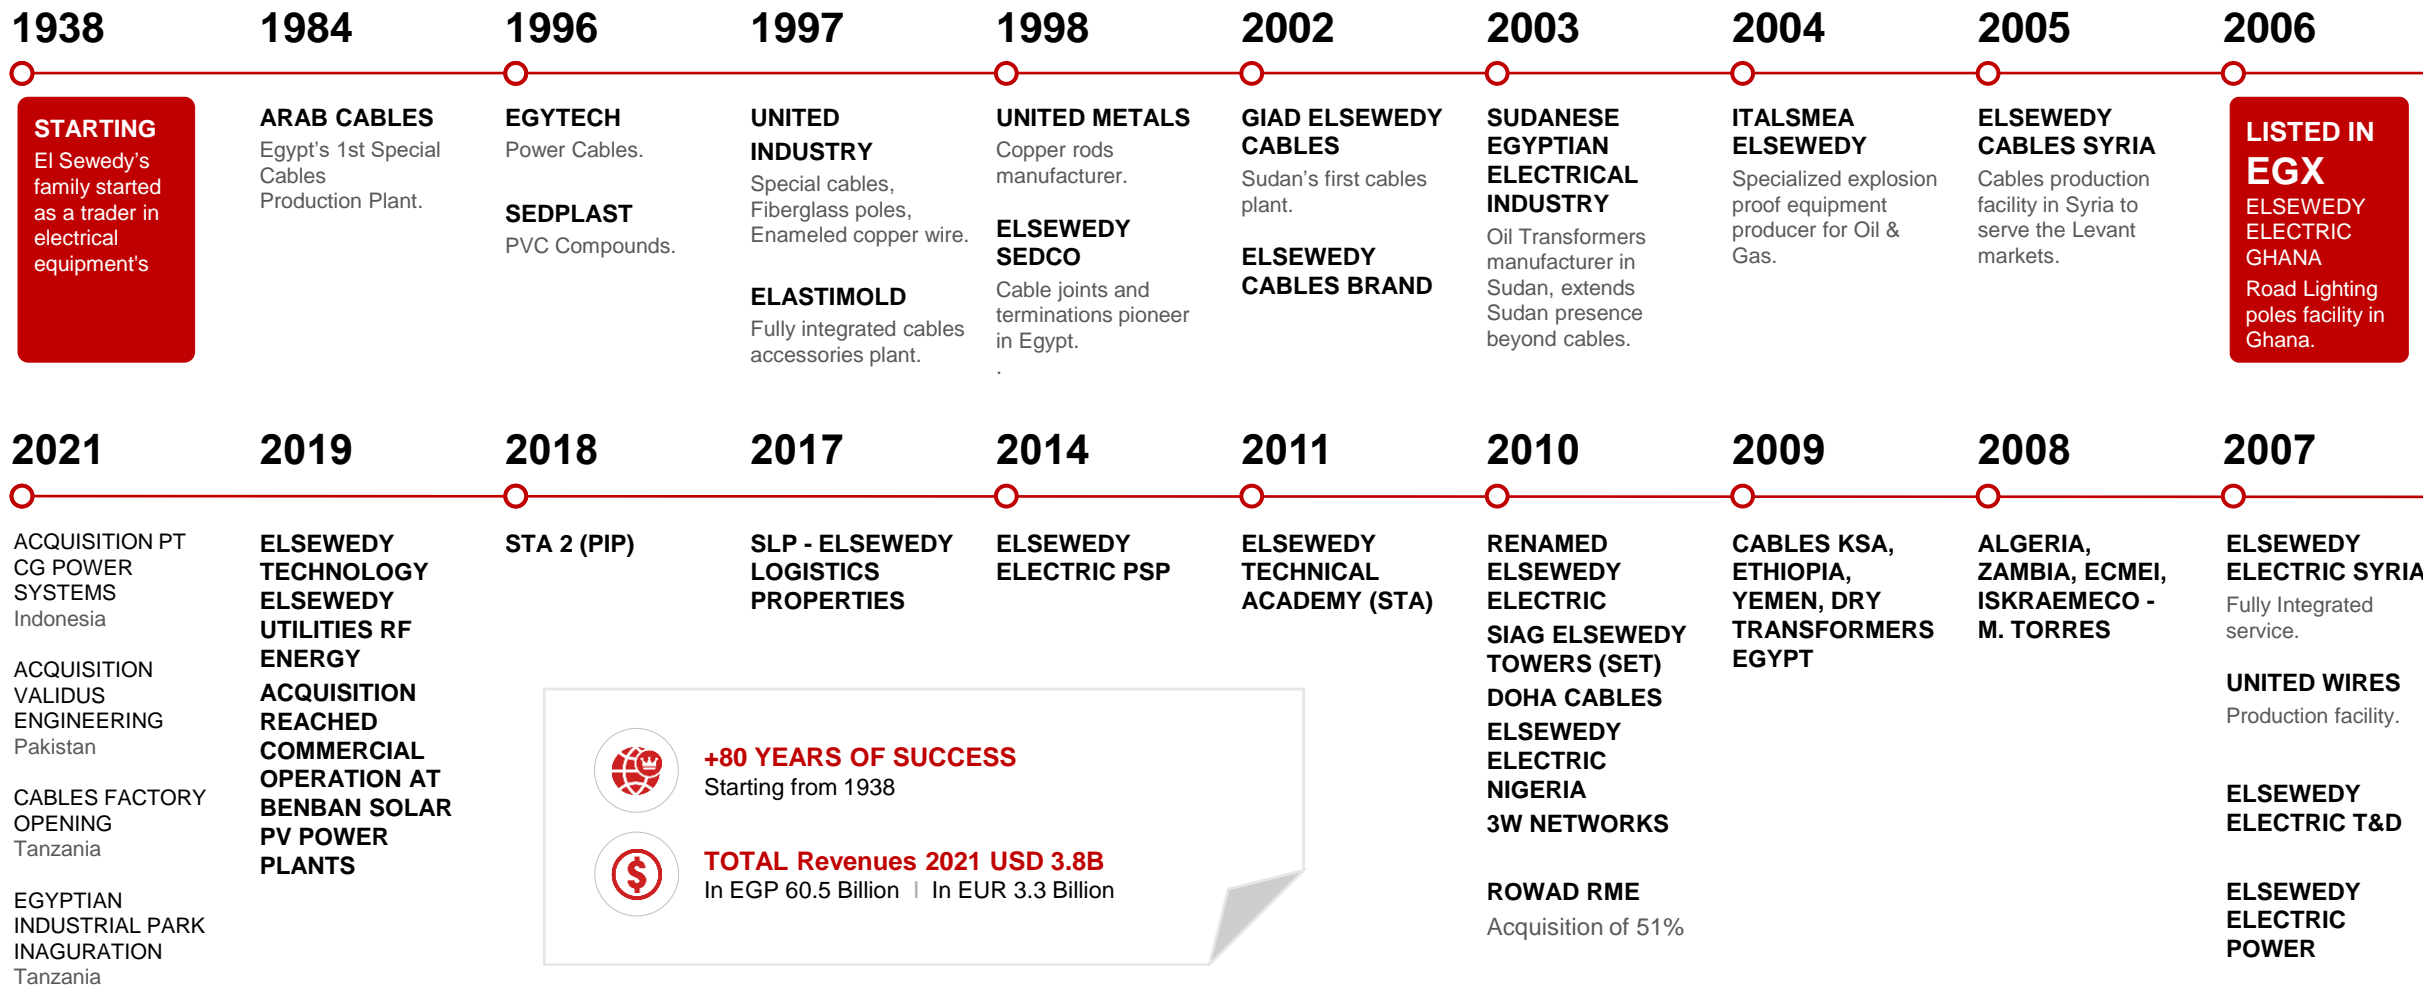 1938
STARTING
El Sewedy's
family started
as a trader in
electrical
equipment's
1984
ARAB CABLES
Egypt's 1st Special
Cables
Production Plant.
1996
EGYTECH
Power Cables.
SEDPLAST
PVC Compounds.
1997
UNITED
INDUSTRY
Special cables,
Fiberglass poles,
Enameled copper wire.
ELASTIMOLD
Fully integrated cables
accessories plant.
1998
UNITED METALS
Copper rods
manufacturer.
ELSEWEDY
SEDCO
Cable joints and
terminations pioneer
in Egypt.
.
2002
GIAD ELSEWEDY
CABLES
Sudan's first cables
plant.
ELSEWEDY
CABLES BRAND
2003
SUDANESE
EGYPTIAN
ELECTRICAL
INDUSTRY
Oil Transformers
manufacturer in
Sudan, extends
Sudan presence
beyond cables.
2004
ITALSMEA
ELSEWEDY
Specialized explosion
proof equipment
producer for Oil &
Gas.
2005
ELSEWEDY
CABLES SYRIA
Cables production
facility in Syria to
serve the Levant
markets.
2006
LISTED IN
EGX
ELSEWEDY
ELECTRIC
GHANA
Road Lighting
poles facility in
Ghana.
2021
ACQUISITION PT
CG POWER
SYSTEMS
Indonesia
ACQUISITION
VALIDUS
ENGINEERING
Pakistan
CABLES FACTORY
OPENING
Tanzania
EGYPTIAN
INDUSTRIAL PARK
INAGURATION
Tanzania
2019
ELSEWEDY
TECHNOLOGY
ELSEWEDY
UTILITIES RF
ENERGY
ACQUISITION
REACHED
COMMERCIAL
OPERATION AT
BENBAN SOLAR
PV POWER
PLANTS
2018
STA 2 (PIP)
2017
SLP - ELSEWEDY
LOGISTICS
PROPERTIES
2014
ELSEWEDY
ELECTRIC PSP
2011
ELSEWEDY
TECHNICAL
ACADEMY (STA)
2010
RENAMED
ELSEWEDY
ELECTRIC
SIAG ELSEWEDY
TOWERS (SET)
DOHA CABLES
ELSEWEDY
ELECTRIC
NIGERIA
3W NETWORKS
ROWAD RME
Acquisition of 51%
2009
CABLES KSA,
ETHIOPIA,
YEMEN, DRY
TRANSFORMERS
EGYPT
2008
ALGERIA,
ZAMBIA, ECMEI,
ISKRAEMECO -
M. TORRES
2007
ELSEWEDY
ELECTRIC SYRIA
Fully Integrated
service.
UNITED WIRES
Production facility.
ELSEWEDY
ELECTRIC T&D
ELSEWEDY
ELECTRIC
POWER
+80 YEARS OF SUCCESS
Starting from 1938
$
TOTAL Revenues 2021 USD 3.8B
In EGP 60.5 Billion | In EUR 3.3 Billion